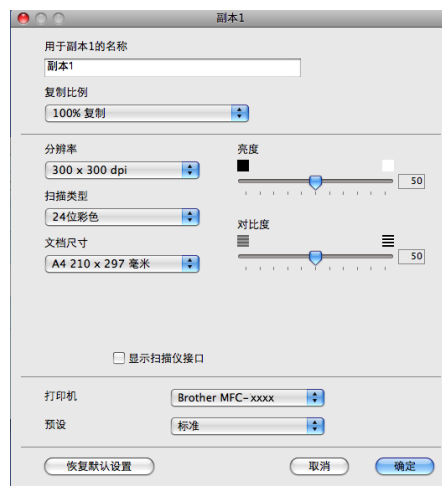 副本1
用于副本1的名称
副本1
复制比例
100% 复制
分辨率
300 x 300 dpi
扫描类型
24位彩色
文档尺寸
A4 210 x 297 毫米
亮度
50
对比度
50
显示扫描仪接口
打印机
Brother MFC-xxxx
预设
标准
恢复默认设置
取消
确定